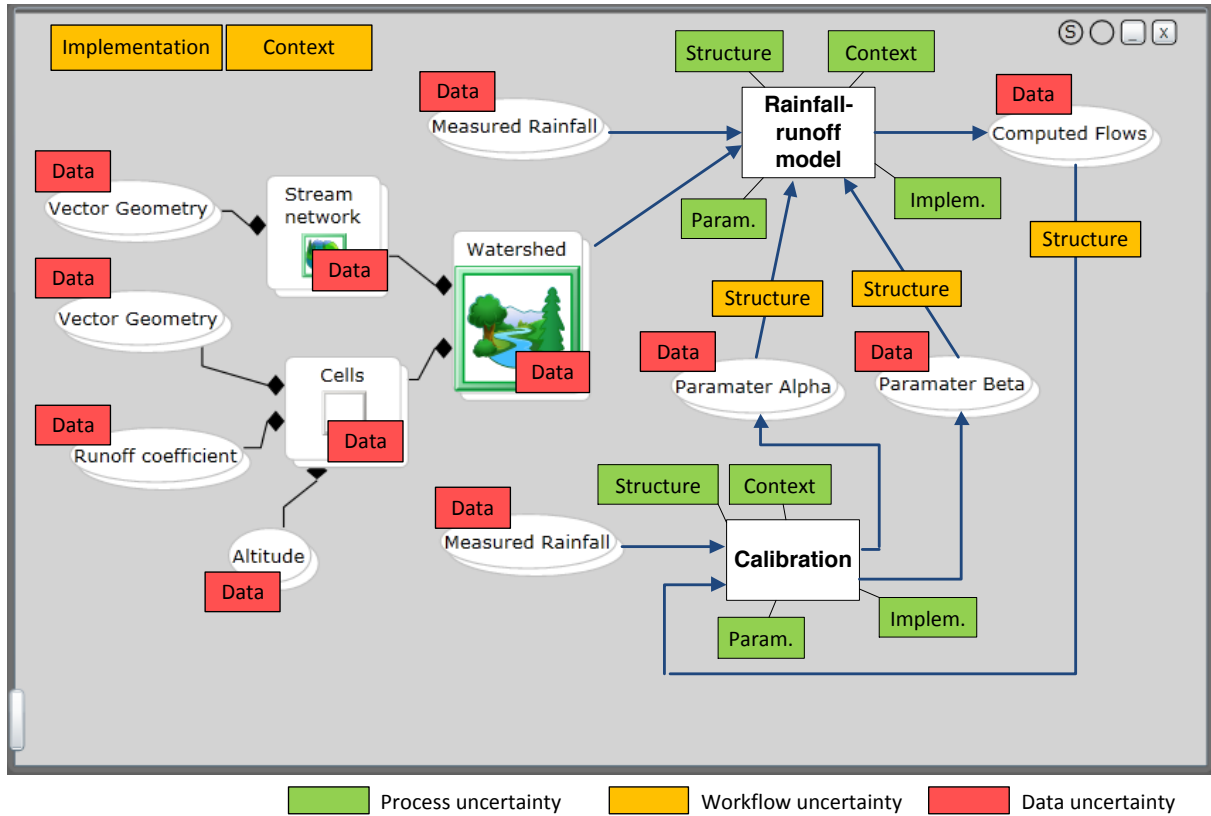 Implementation
Context
S
_
X
Structure
Context
Data
Measured Rainfall
Rainfall-
runoff
model
Data
Computed Flows
Data
Vector Geometry
Stream
network
Data
Param.
Implem.
Structure
Watershed
Data
Data
Vector Geometry
Structure
Structure
Data
Paramater Alpha
Data
Paramater Beta
Cells
Data
Data
Runoff coefficient
Structure
Context
Data
Measured Rainfall
Calibration
Altitude
Data
Param.
Implem.
Process uncertainty
Workflow uncertainty
Data uncertainty